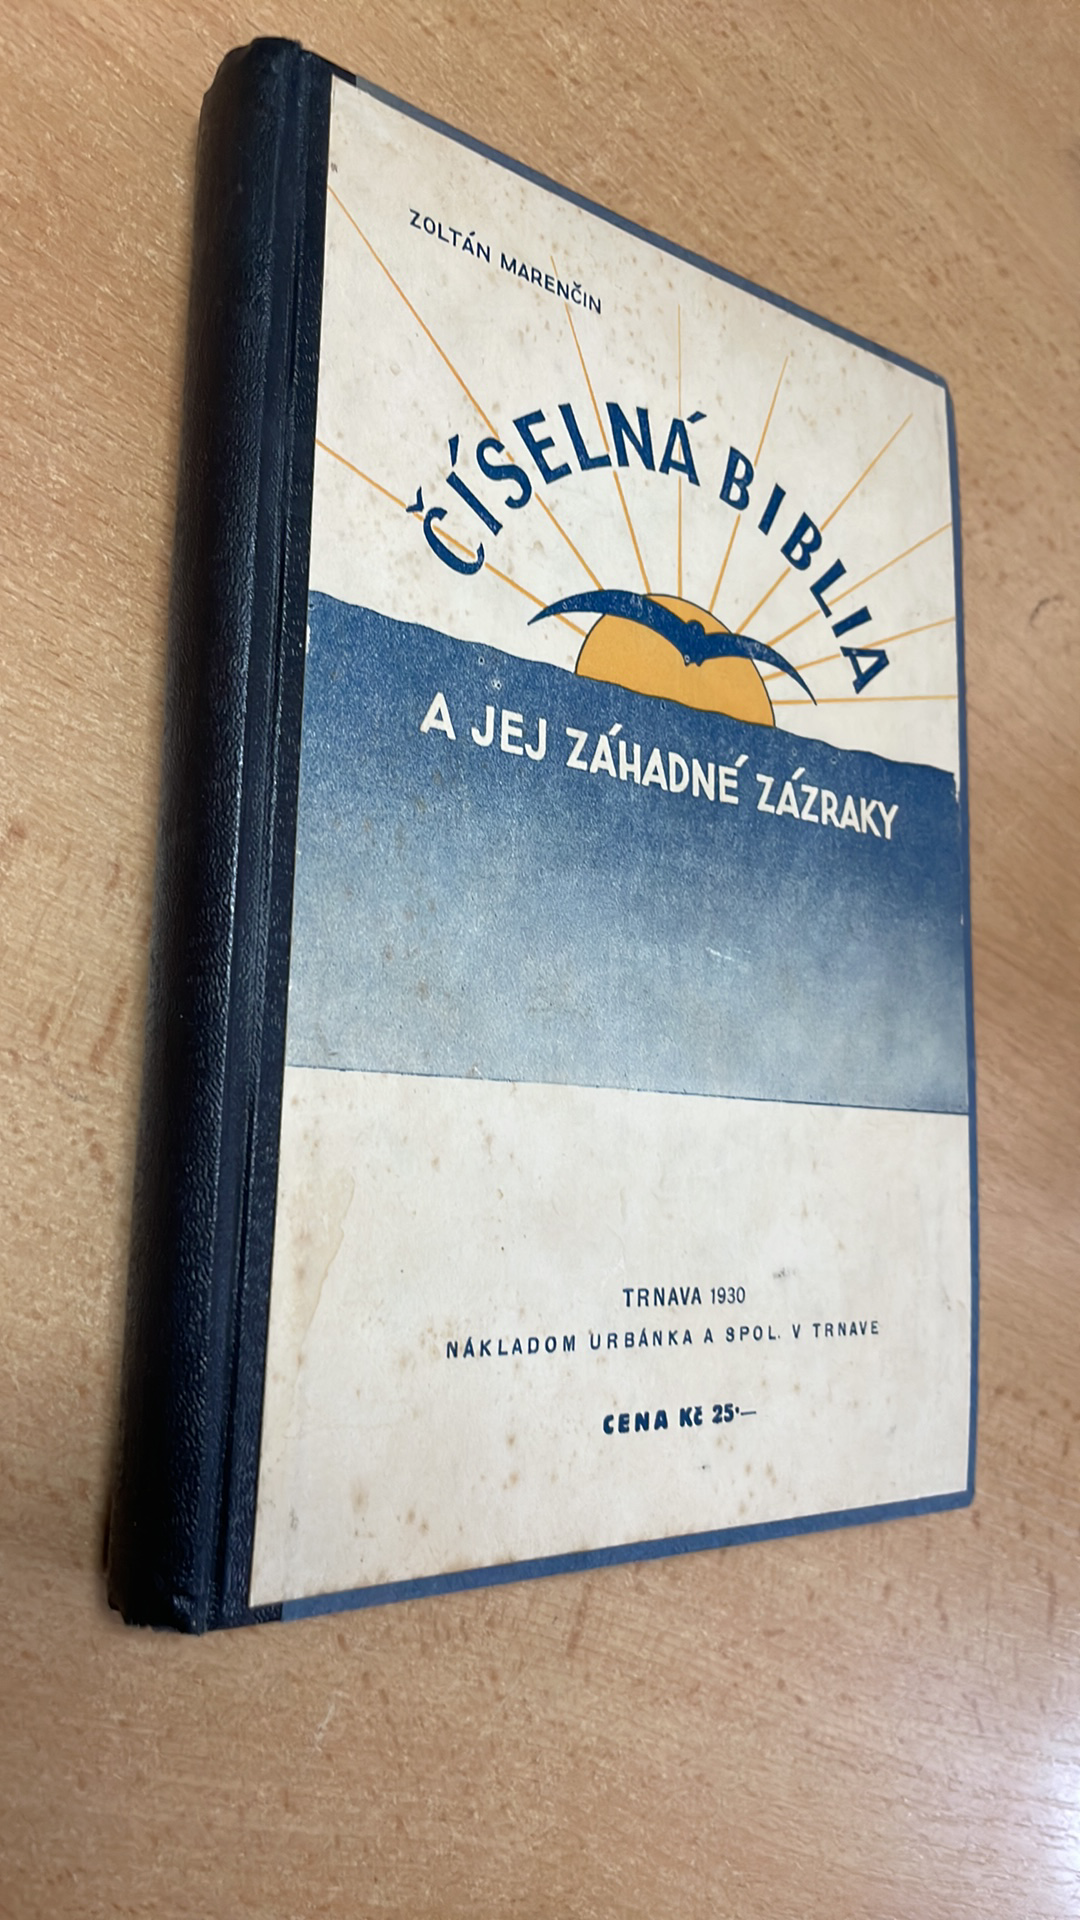 ZOLTÁN MARENČIN
ČÍSELNÁ BIBLIA
A JEJ ZÁHADNÉ ZÁZRAKY
TRNAVA 1930
NÁKLADOM URBÁNKA A SPOL. V TRNAVE
CENA Kč 25·—